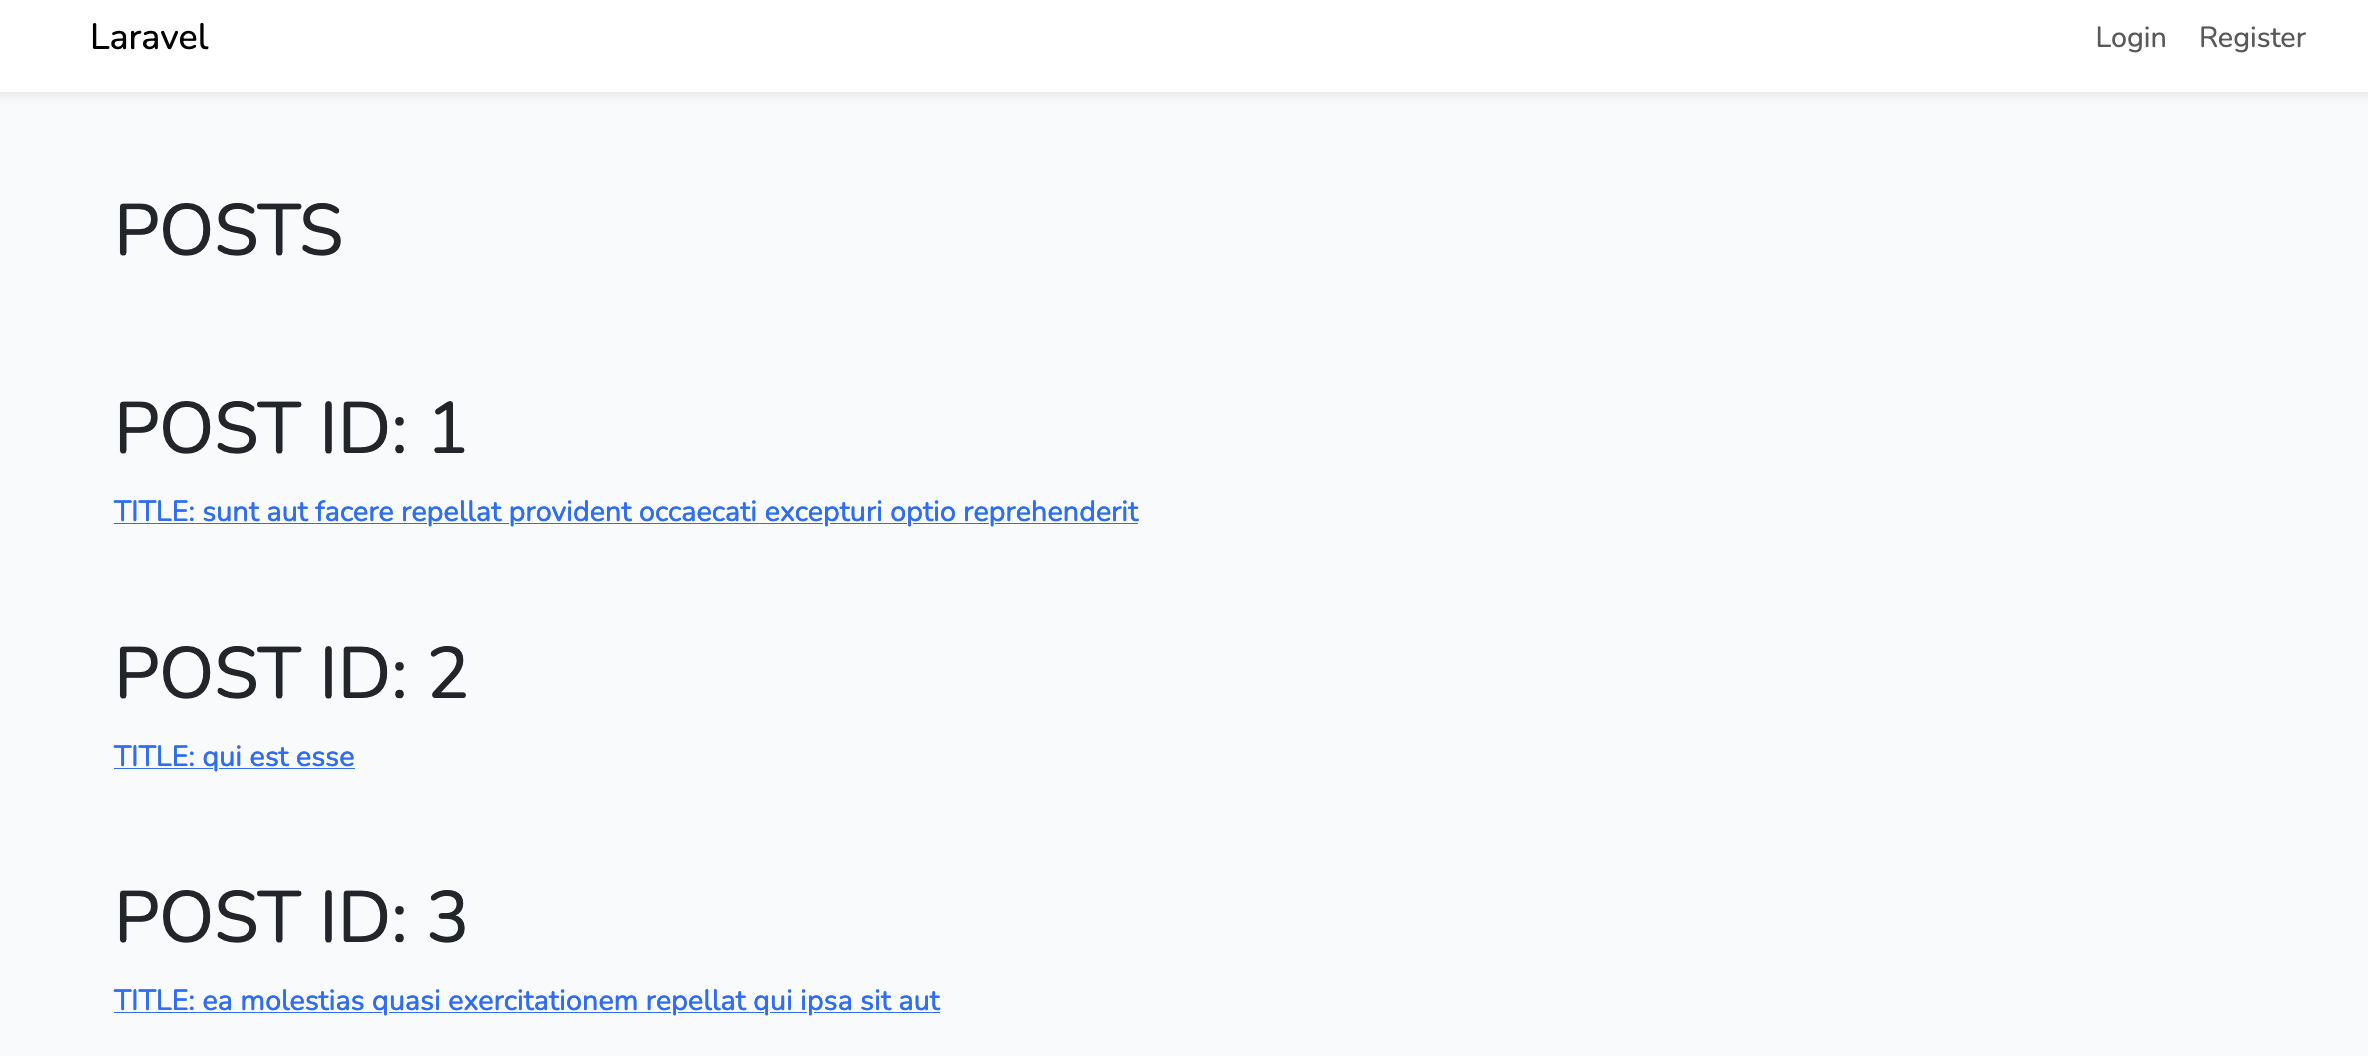 Laravel
Login Register
POSTS
POST ID: 1
TITLE: sunt aut facere repellat provident occaecati excepturi optio reprehenderit
POST ID: 2
TITLE: qui est esse
POST ID: 3
TITLE: ea molestias quasi exercitationem repellat qui ipsa sit aut